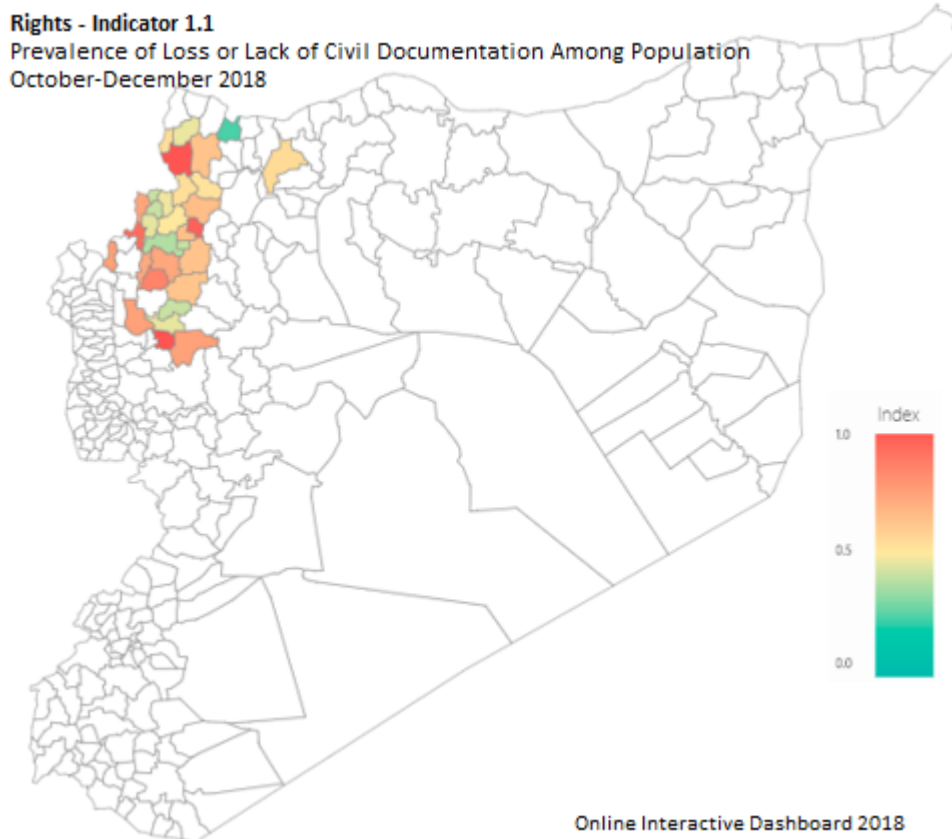 Rights - Indicator 1.1
Prevalence of Loss or Lack of Civil Documentation Among Population
October-December 2018
Index
1.0
0.5
0.0
Online Interactive Dashboard 2018